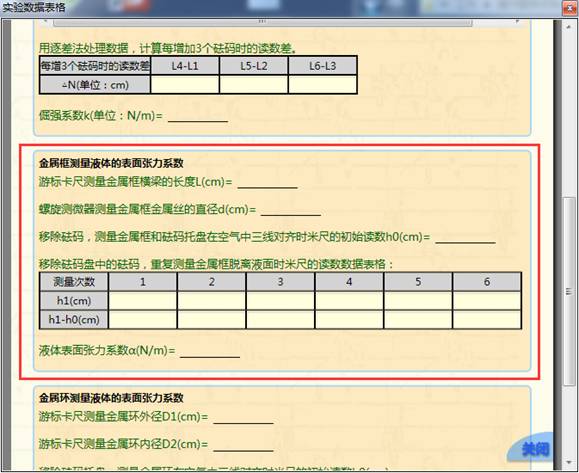 实验数据表格
用逐差法处理数据，计算每增加3个砝码时的读数差。
每增3个砝码时的读数差 L4-L1 L5-L2 L6-L3
△N(单位：cm)
倔强系数k(单位：N/m)= ________
金属框测量液体的表面张力系数
游标卡尺测量金属框横梁的长度L(cm)= ________
螺旋测微器测量金属框金属丝的直径d(cm)= ________
移除砝码，测量金属框和砝码托盘在空气中三线对齐时米尺的初始读数h0(cm)= ________
移除砝码盘中的砝码，重复测量金属框脱离液面时米尺的读数数据表格：
测量次数 1 2 3 4 5 6
h1(cm)
h1-h0(cm)
液体表面张力系数α(N/m)= ________
金属环测量液体的表面张力系数
游标卡尺测量金属环外径D1(cm)= ________
游标卡尺测量金属环内径D2(cm)= ________
关闭